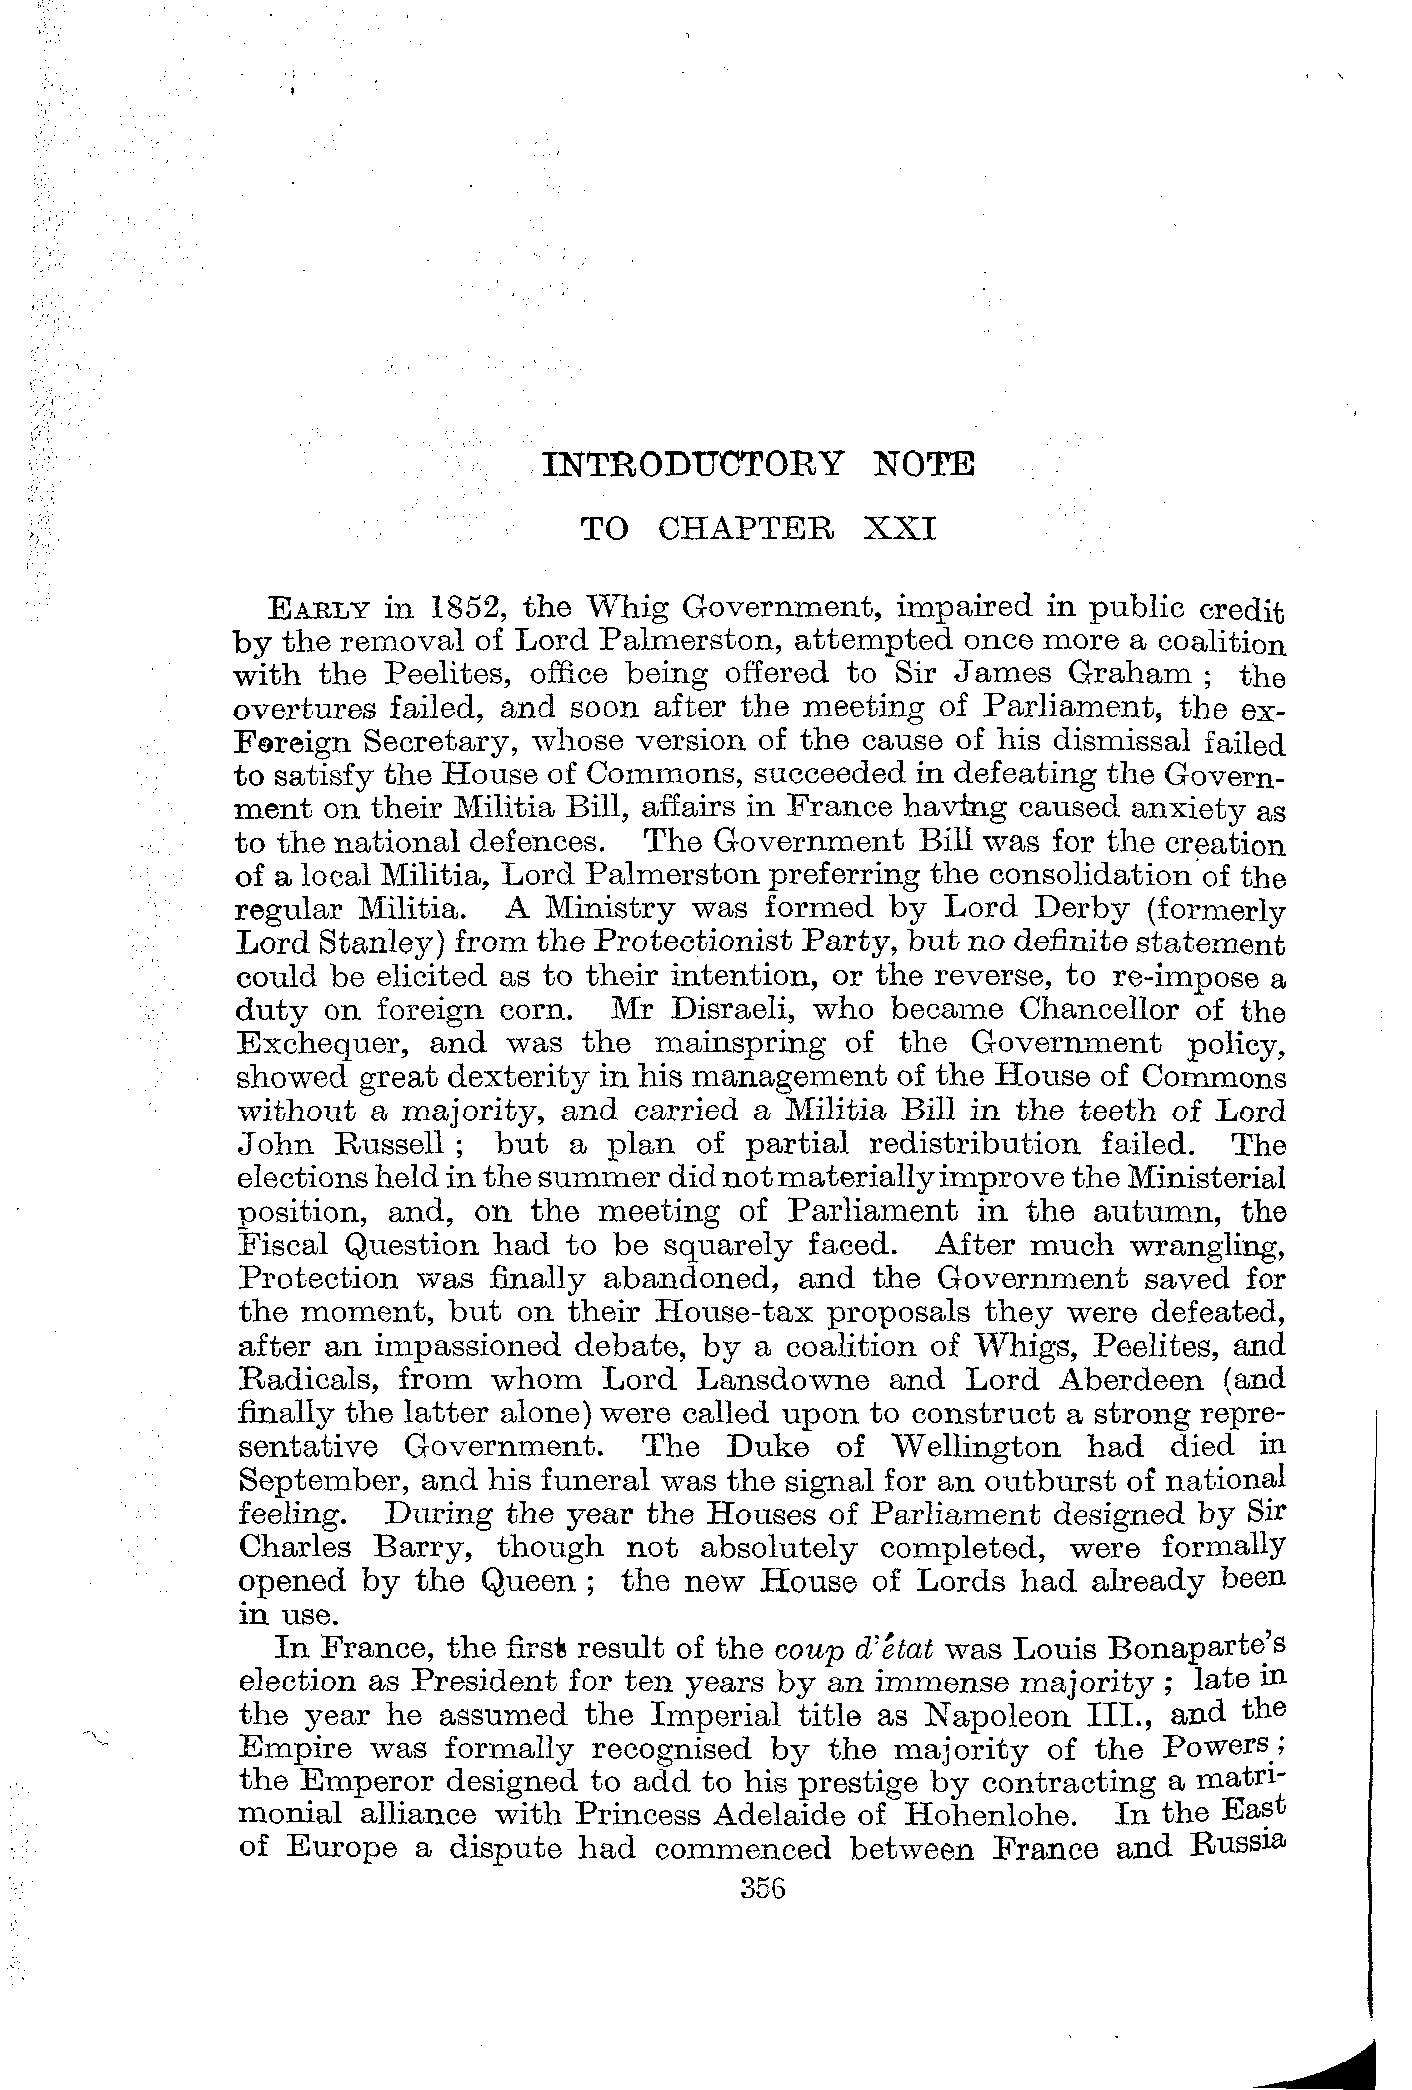 INTRODUCTORY NOTE
TO CHAPTER XXI
EARLY in 1852, the Whig Government, impaired in public credit
by the removal of Lord Palmerston, attempted once more a coalition
with the Peelites, office being offered to Sir James Graham ; the
overtures failed, and soon after the meeting of Parliament, the ex-
Foreign Secretary, whose version of the cause of his dismissal failed
to satisfy the House of Commons, succeeded in defeating the Govern-
ment on their Militia Bill, affairs in France having caused anxiety as
to the national defences. The Government Bill was for the creation
of a local Militia, Lord Palmerston preferring the consolidation of the
regular Militia. A Ministry was formed by Lord Derby (formerly
Lord Stanley) from the Protectionist Party, but no definite statement
could be elicited as to their intention, or the reverse, to re-impose a
duty on foreign corn. Mr Disraeli, who became Chancellor of the
Exchequer, and was the mainspring of the Government policy,
showed great dexterity in his management of the House of Commons
without a majority, and carried a Militia Bill in the teeth of Lord
John Russell ; but a plan of partial redistribution failed. The
elections held in the summer did not materially improve the Ministerial
position, and, on the meeting of Parliament in the autumn, the
Fiscal Question had to be squarely faced. After much wrangling,
Protection was finally abandoned, and the Government saved for
the moment, but on their House-tax proposals they were defeated,
after an impassioned debate, by a coalition of Whigs, Peelites, and
Radicals, from whom Lord Lansdowne and Lord Aberdeen (and
finally the latter alone) were called upon to construct a strong repre-
sentative Government. The Duke of Wellington had died in
September, and his funeral was the signal for an outburst of national
feeling. During the year the Houses of Parliament designed by Sir
Charles Barry, though not absolutely completed, were formally
opened by the Queen ; the new House of Lords had already been
in use.
In France, the first result of the coup d'état was Louis Bonaparte's
election as President for ten years by an immense majority ; late in
the year he assumed the Imperial title as Napoleon III., and the
Empire was formally recognised by the majority of the Powers ;
the Emperor designed to add to his prestige by contracting a matri-
monial alliance with Princess Adelaide of Hohenlohe. In the East
of Europe a dispute had commenced between France and Russia
356